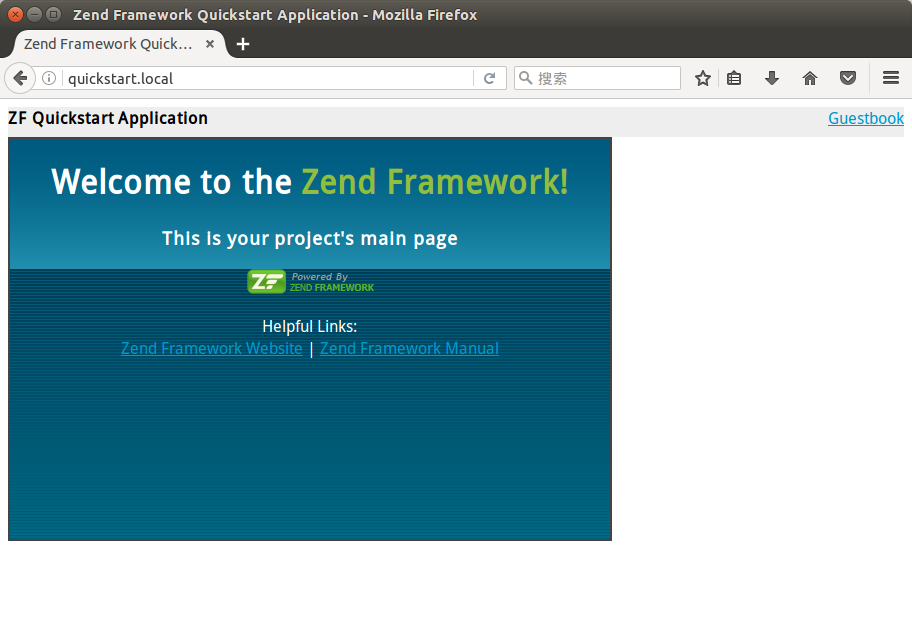 Zend Framework Quickstart Application - Mozilla Firefox
Zend Framework Quick...
quickstart.local
搜索
ZF Quickstart Application
Guestbook
Welcome to the Zend Framework!
This is your project's main page
ZF Powered By
ZEND FRAMEWORK
Helpful Links:
Zend Framework Website | Zend Framework Manual